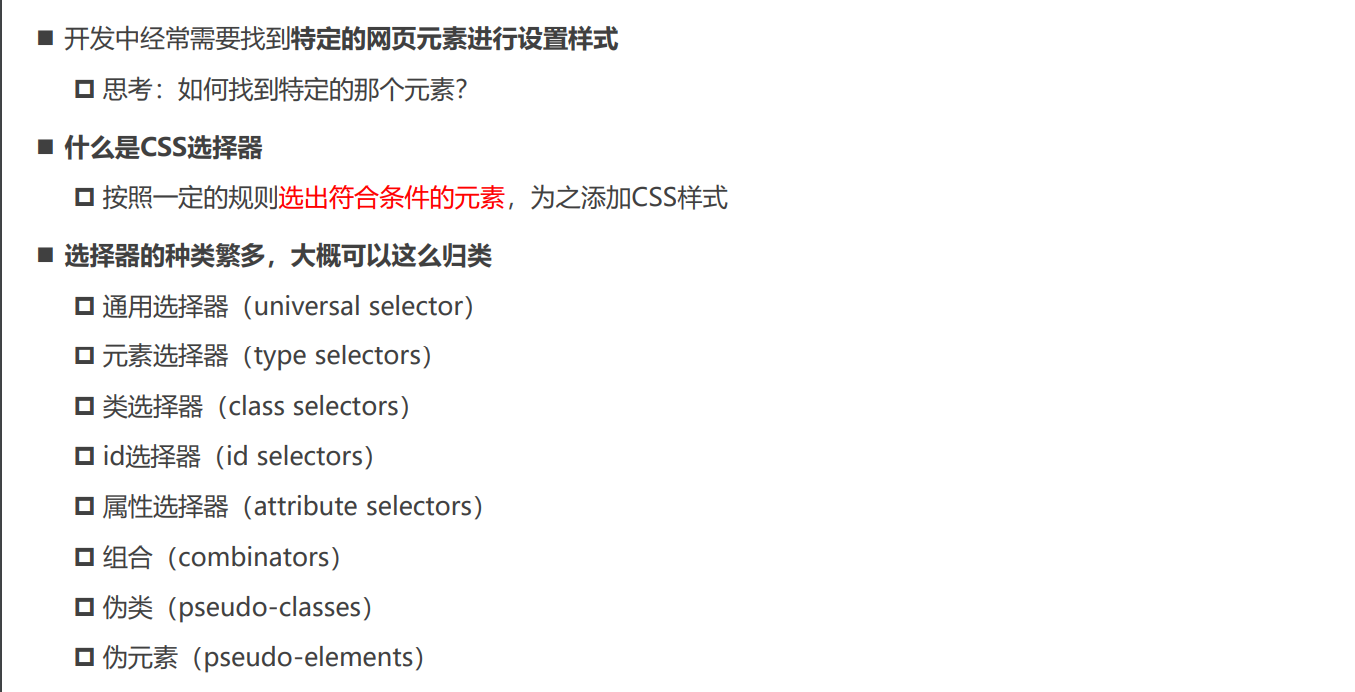 开发中经常需要找到特定的网页元素进行设置样式
思考：如何找到特定的那个元素？
什么是CSS选择器
按照一定的规则选出符合条件的元素，为之添加CSS样式
选择器的种类繁多，大概可以这么归类
通用选择器（universal selector）
元素选择器（type selectors）
类选择器（class selectors）
id选择器（id selectors）
属性选择器（attribute selectors）
组合（combinators）
伪类（pseudo-classes）
伪元素（pseudo-elements）